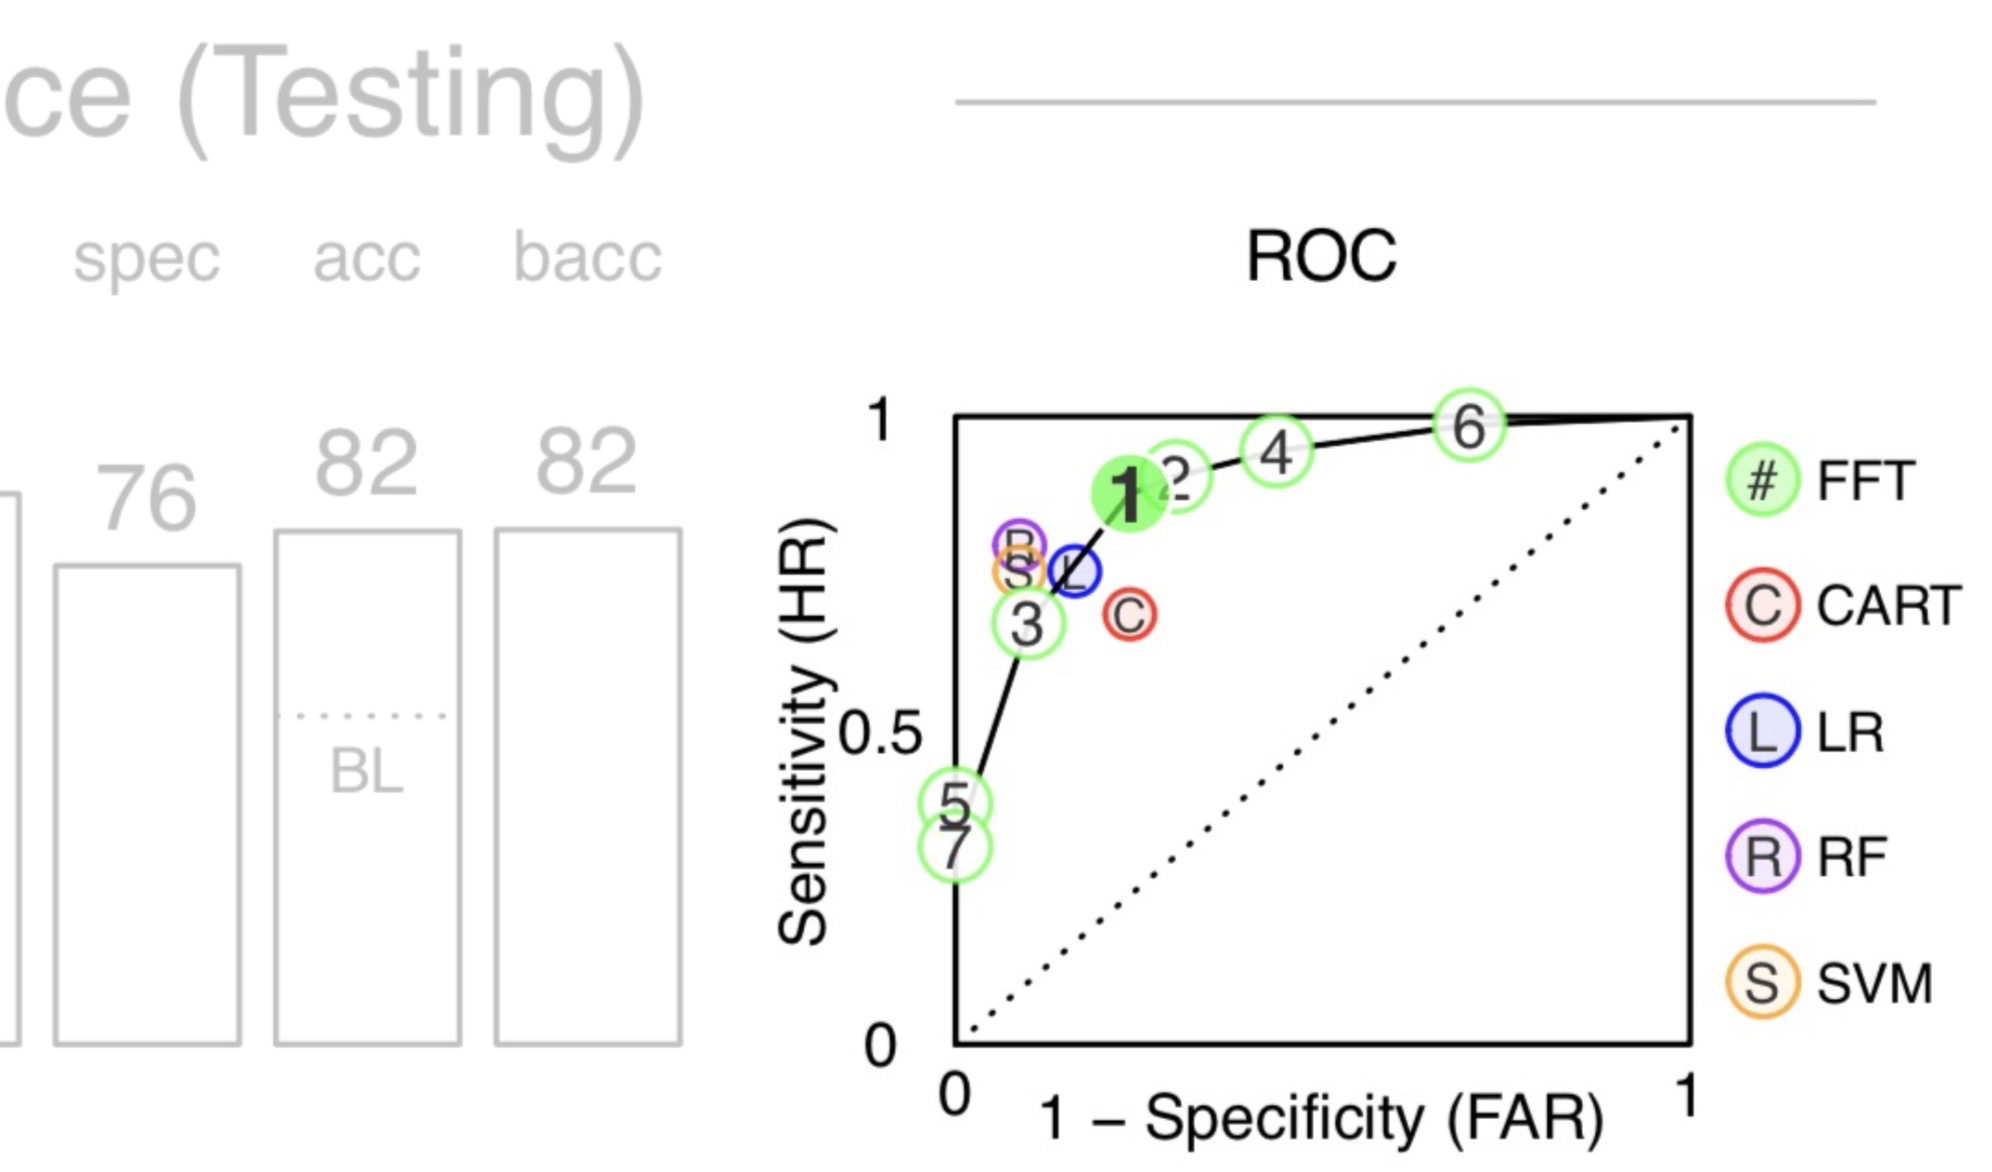 ce (Testing)
spec acc bacc
76 82 82
BL
ROC
Sensitivity (HR)
1
0.5
0
0 1
1 – Specificity (FAR)
1
2
3
4
5
6
7
R
S
L
C
# FFT
C CART
L LR
R RF
S SVM